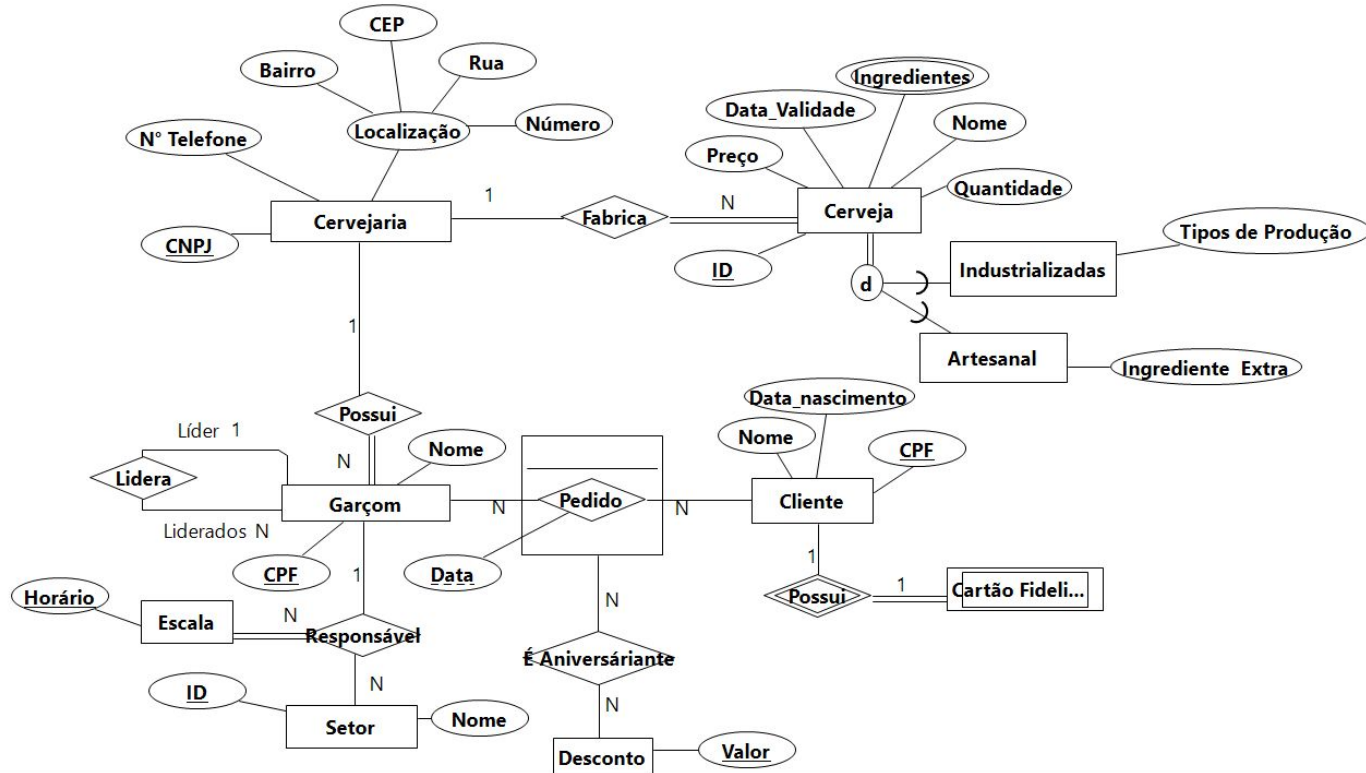 CEP
Bairro
Rua
Ingredientes
N° Telefone
Localização
Número
Data_Validade
Nome
Preço
Quantidade
1
N
Cervejaria
Fabrica
Cerveja
CNPJ
ID
Tipos de Produção
Industrializadas
d
1
Artesanal
Ingrediente Extra
Possui
Data_nascimento
Líder 1
N
Nome
Nome
CPF
Lidera
Garçom
N
Pedido
N
Cliente
Liderados N
CPF
1
Data
1
Horário
Escala
N
Responsável
N
Possui
1
Cartão Fideli...
É Aniversáriante
ID
N
N
Setor
Nome
Desconto
Valor